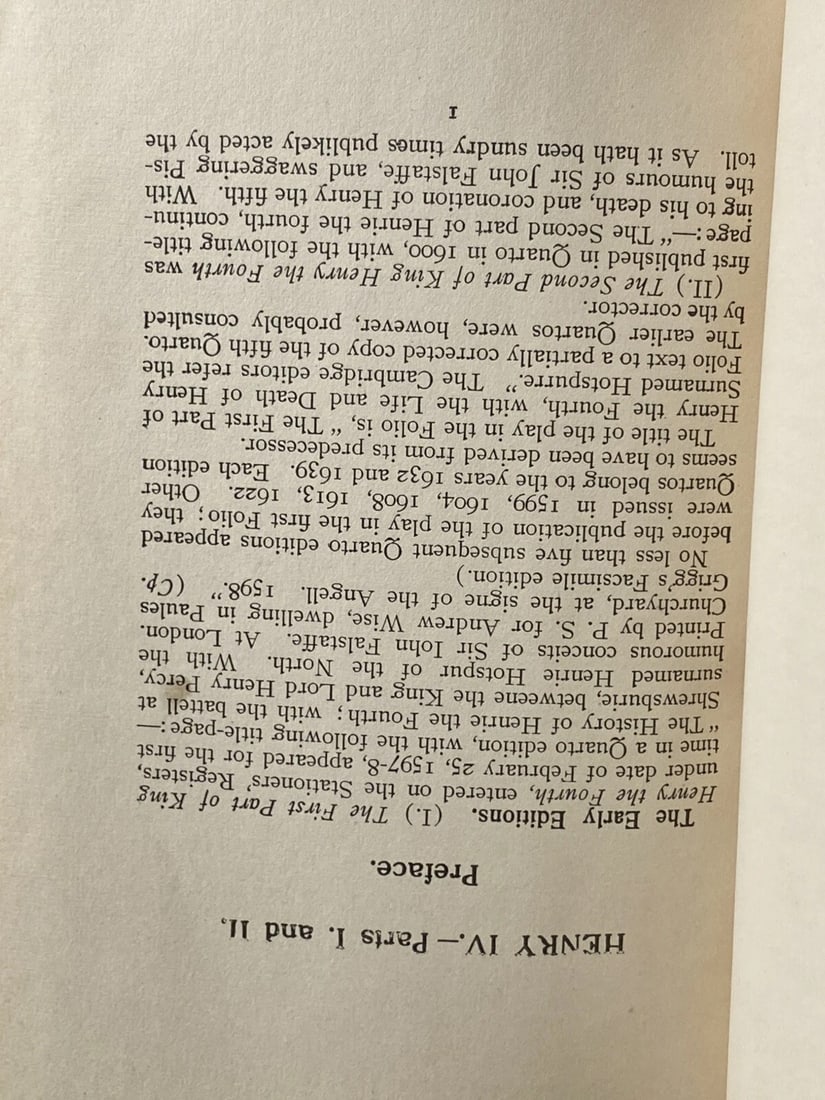 HENRY IV.—Parts I. and II,
Preface.
The Early Editions. (I.) The First Part of King
Henry the Fourth, entered on the Stationers' Registers,
under date of February 25, 1597-8, appeared for the first
time in a Quarto edition, with the following title-page:—
“The History of Henrie the Fourth; with the battell at
Shrewsburie, betweene the King and Lord Henry Percy,
surnamed Henrie Hotspur of the North. With the
humorous conceits of Sir Iohn Falstaffe. At London.
Printed by P. S. for Andrew Wise, dwelling in Paules
Churchyard, at the signe of the Angell. 1598.” (Cp.
Grigg's Facsimile edition.)
No less than five subsequent Quarto editions appeared
before the publication of the play in the first Folio; they
were issued in 1599, 1604, 1608, 1613, 1622. Other
Quartos belong to the years 1632 and 1639. Each edition
seems to have been derived from its predecessor.
The title of the play in the Folio is, “The First Part of
Henry the Fourth, with the Life and Death of Henry
Surnamed Hotspurre.” The Cambridge editors refer the
Folio text to a partially corrected copy of the fifth Quarto.
The earlier Quartos were, however, probably consulted
by the corrector.
(II.) The Second Part of King Henry the Fourth was
first published in Quarto in 1600, with the following title-
page:—“The Second part of Henrie the fourth, continu-
ing to his death, and coronation of Henry the fifth. With
the humours of Sir John Falstaffe, and swaggering Pis-
toll. As it hath been sundry times publikely acted by the
I